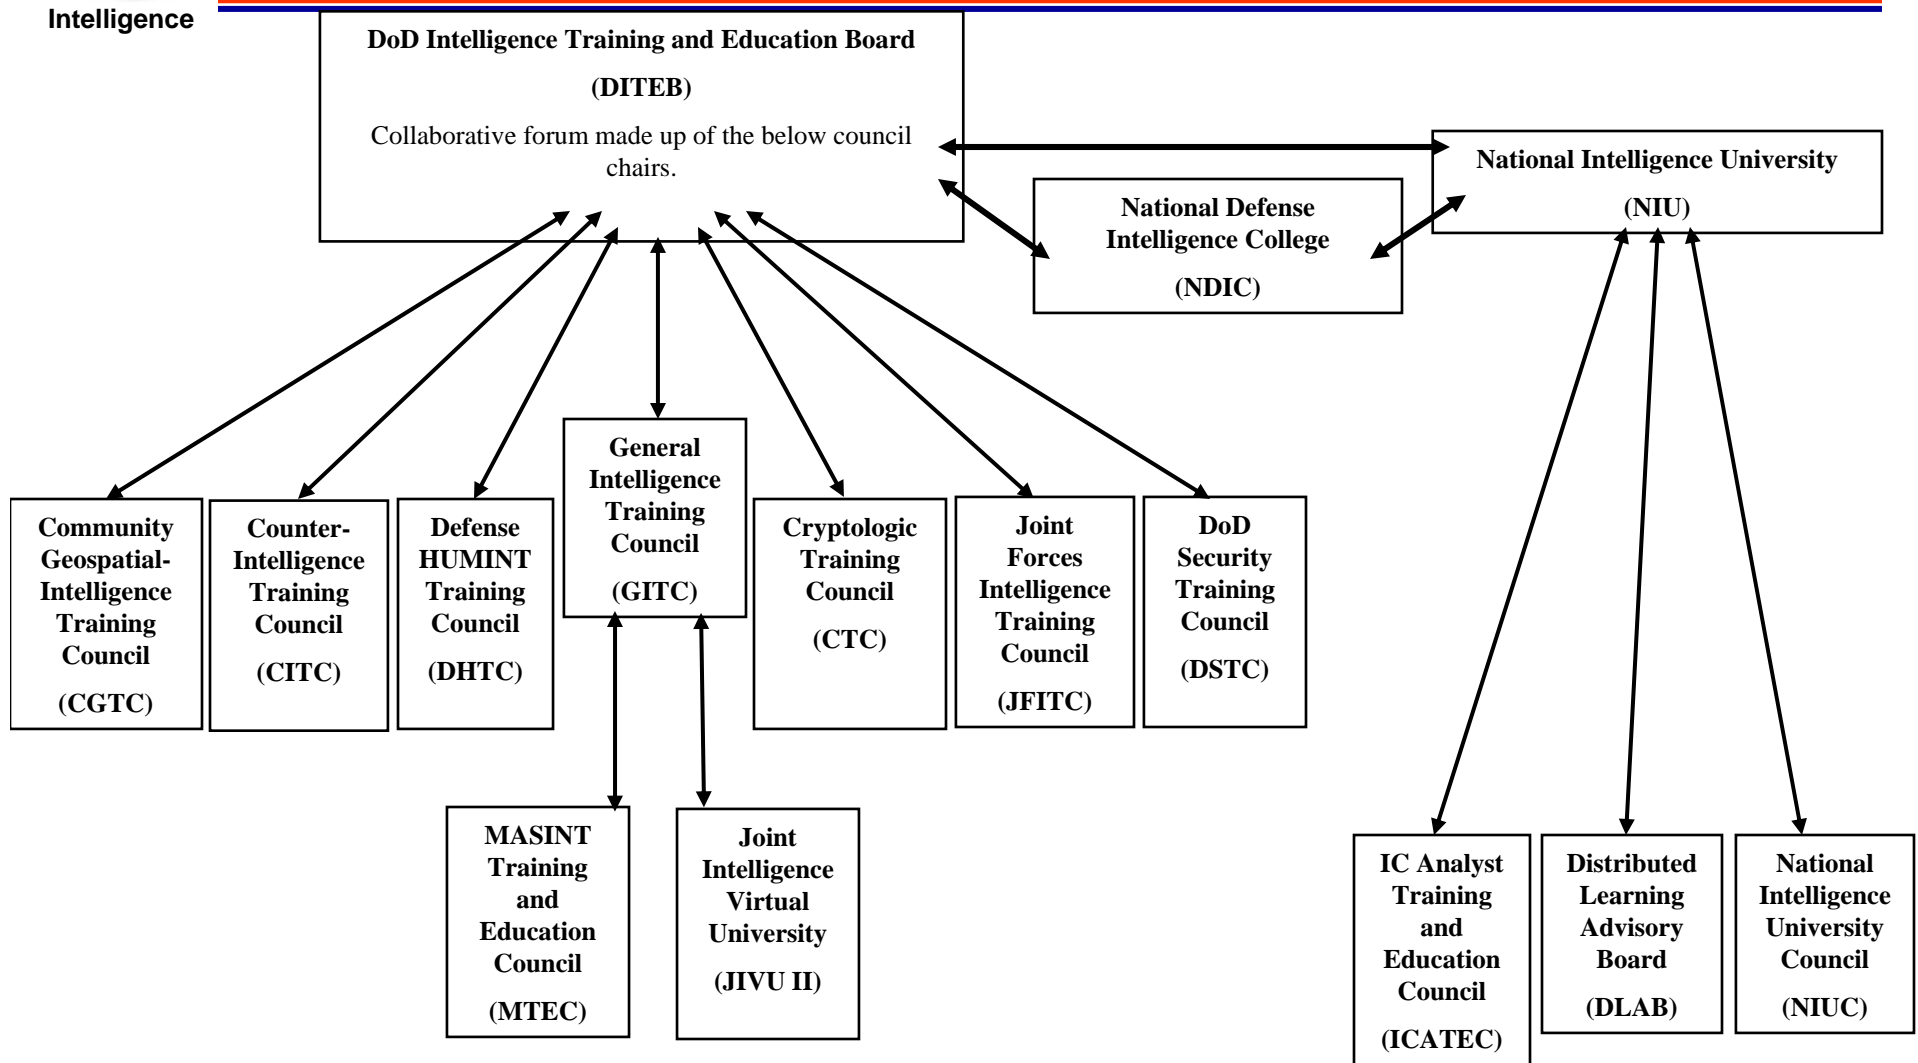 Intelligence
DoD Intelligence Training and Education Board
(DITEB)
Collaborative forum made up of the below council
chairs.
National Intelligence University
(NIU)
National Defense
Intelligence College
(NDIC)
Community
Geospatial-
Intelligence
Training
Council
(CGTC)
Counter-
Intelligence
Training
Council
(CITC)
Defense
HUMINT
Training
Council
(DHTC)
General
Intelligence
Training
Council
(GITC)
Cryptologic
Training
Council
(CTC)
Joint
Forces
Intelligence
Training
Council
(JFITC)
DoD
Security
Training
Council
(DSTC)
MASINT
Training
and
Education
Council
(MTEC)
Joint
Intelligence
Virtual
University
(JIVU II)
IC Analyst
Training
and
Education
Council
(ICATEC)
Distributed
Learning
Advisory
Board
(DLAB)
National
Intelligence
University
Council
(NIUC)